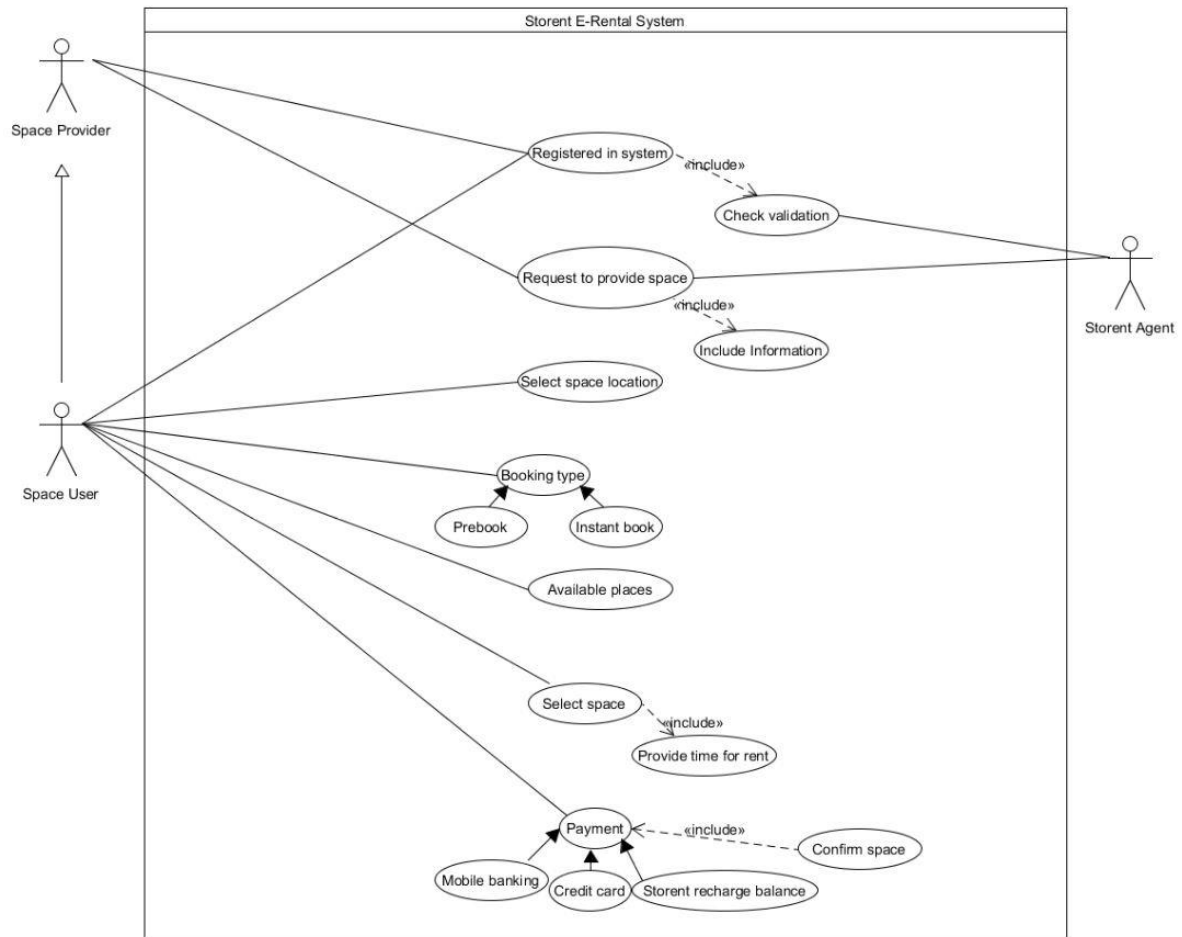 Storent E-Rental System
Space Provider
Registered in system
«include»
Check validation
Request to provide space
«include»
Include Information
Storent Agent
Select space location
Space User
Booking type
Prebook
Instant book
Available places
Select space
«include»
Provide time for rent
Payment
«include»
Confirm space
Mobile banking
Credit card
Storent recharge balance